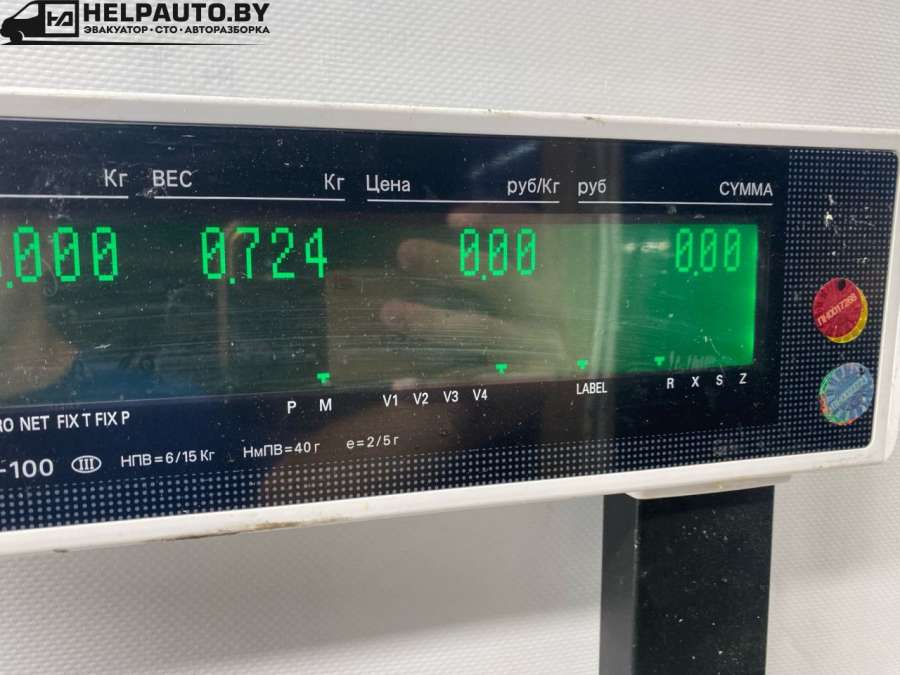 HELPAUTO.BY
ЭВАКУАТОР • СТО • АВТОРАЗБОРКА
Кг ВЕС Кг Цена руб/Кг руб СУММА
.000 0.724 0.00 0.00
P M V1 V2 V3 V4 LABEL R X S Z
RO NET FIX T FIX P
-100 III НПВ=6/15 Кг НмПВ=40 г e=2/5 г